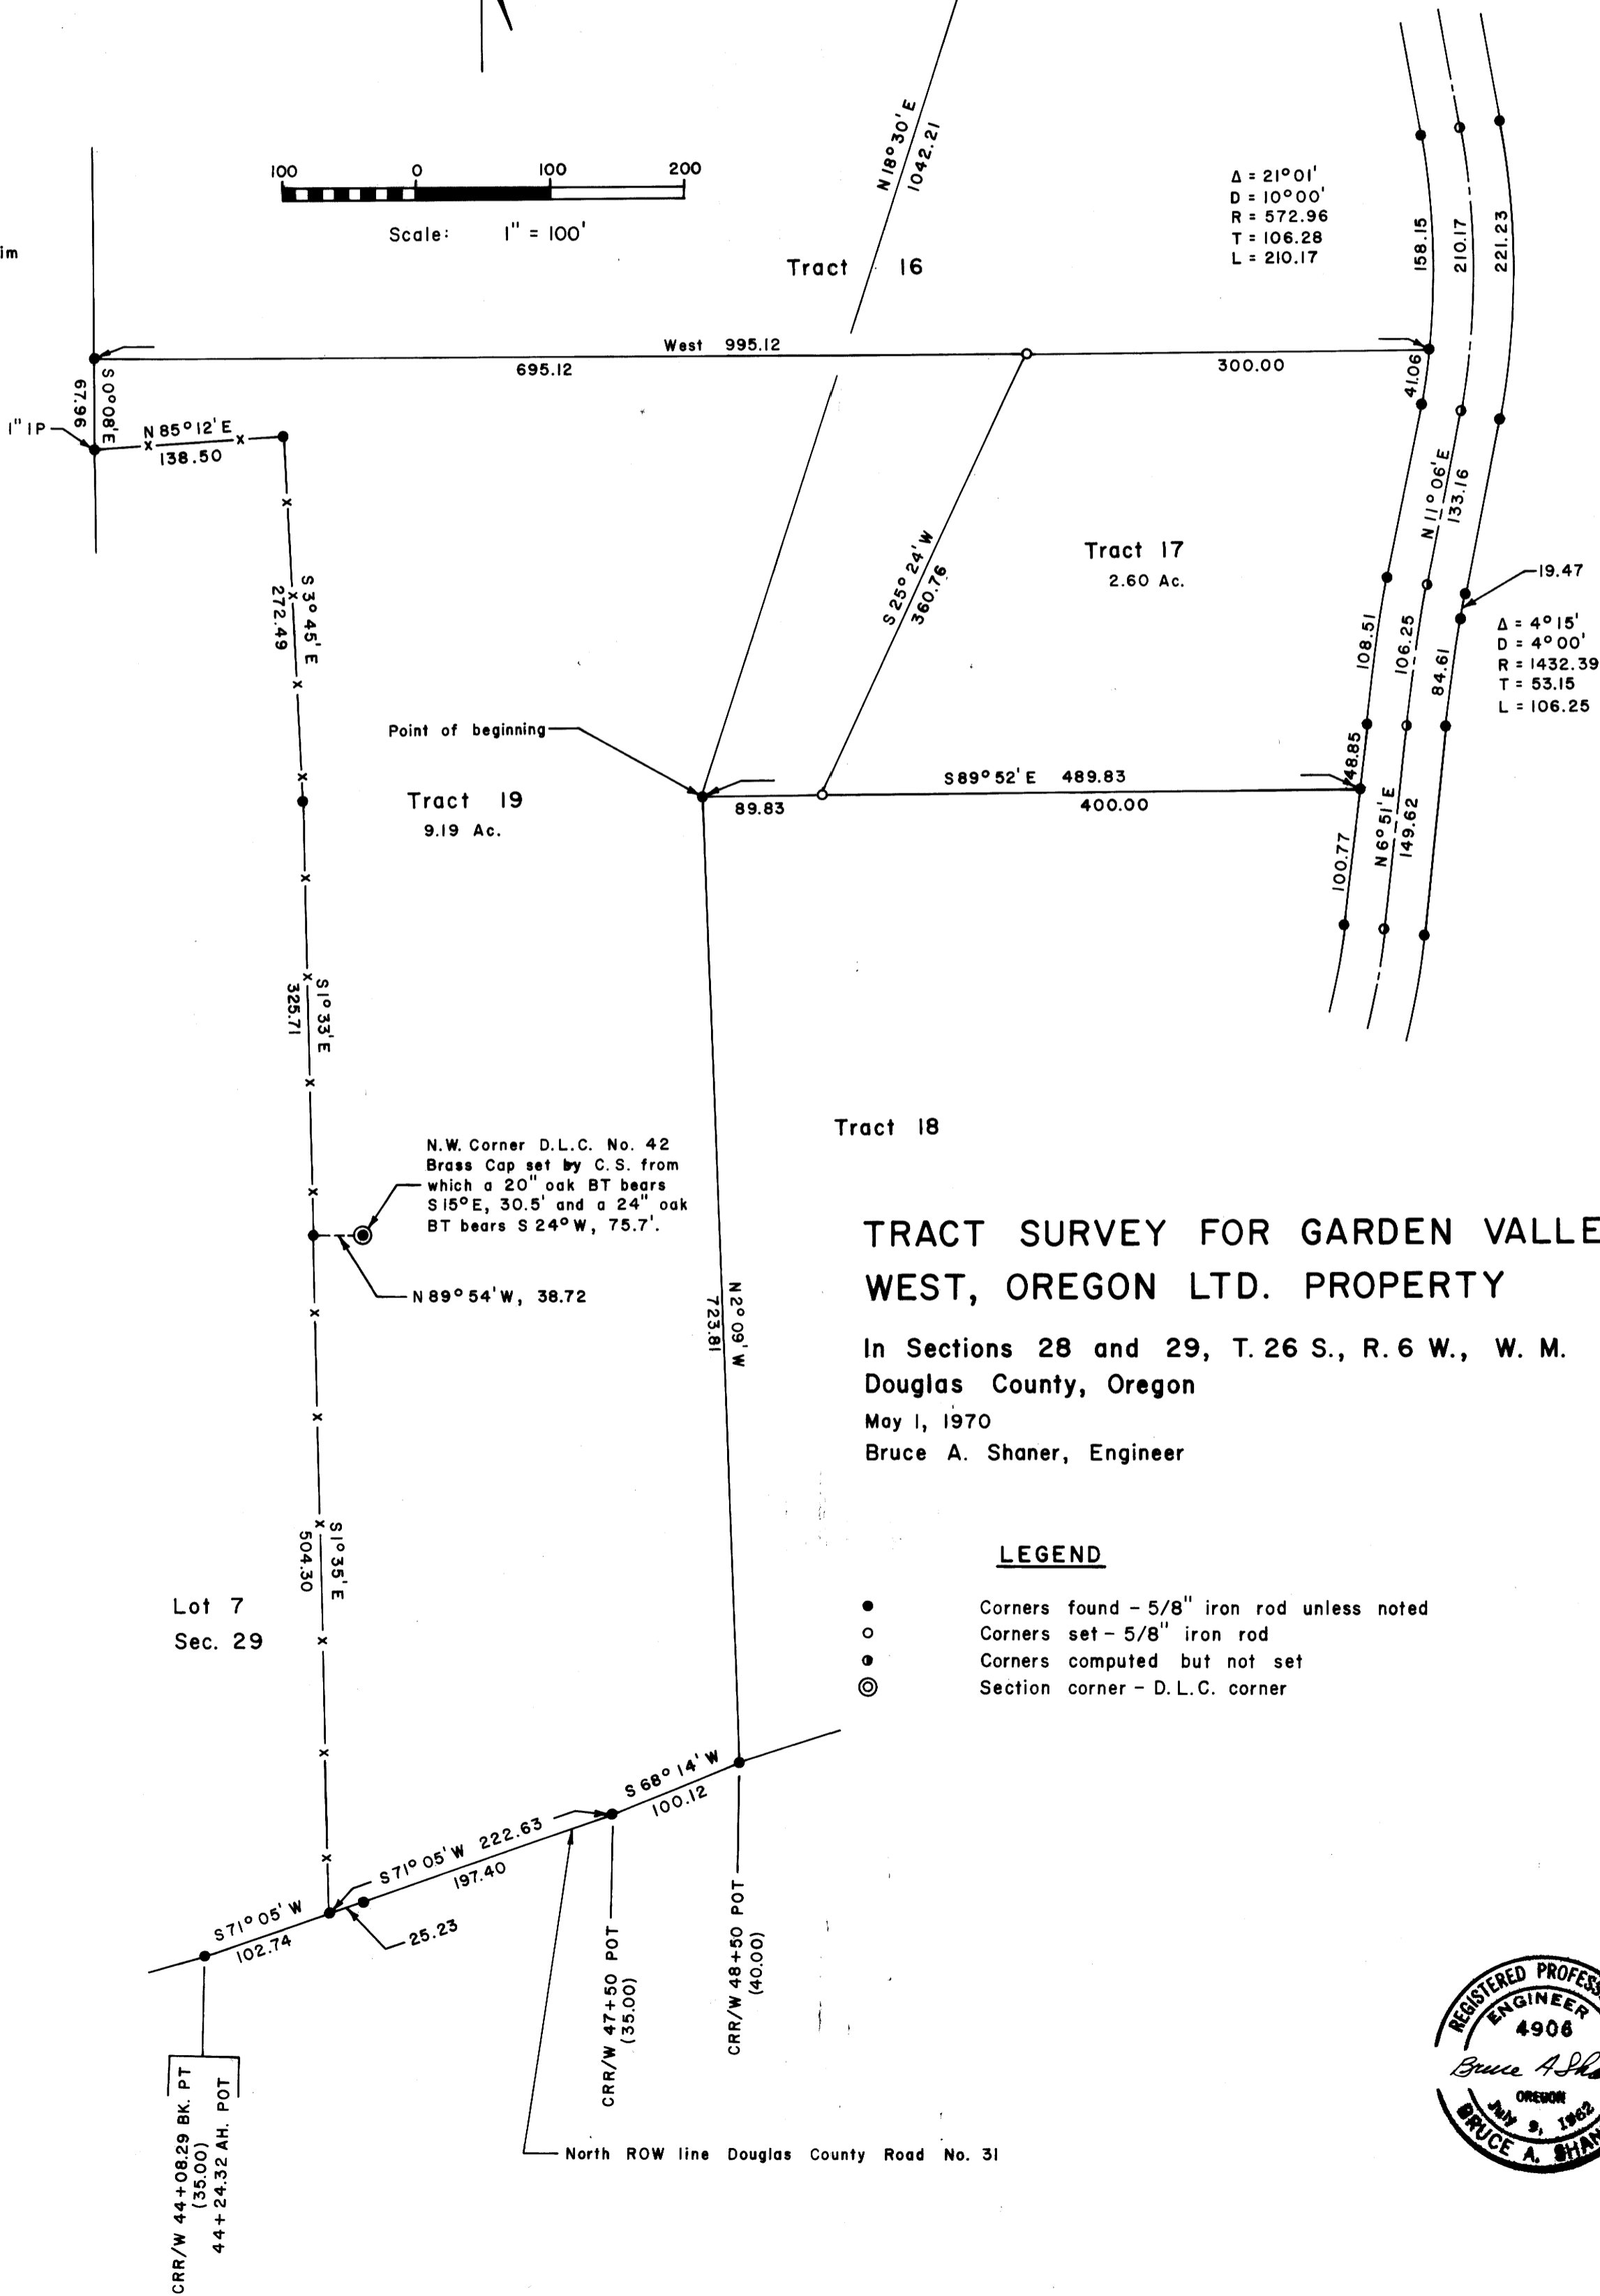 100 0 100 200
Scale: 1" = 100'
N 18° 30' E
1042.21
Δ = 21° 01'
D = 10° 00'
R = 572.96
T = 106.28
L = 210.17
158.15
210.17
221.23
im
Tract 16
West 995.12
695.12
300.00
41.06
S 0° 08' E
67.96
1" IP
N 85° 12' E
138.50
N 11° 06' E
133.16
S 3° 45' E
272.49
S 25° 24' W
360.76
Tract 17
2.60 Ac.
19.47
Δ = 4° 15'
D = 4° 00'
R = 1432.39
T = 53.15
L = 106.25
108.51
106.25
84.61
Point of beginning
Tract 19
9.19 Ac.
S 89° 52' E 489.83
89.83
400.00
48.85
N 6° 51' E
149.62
100.77
S 1° 33' E
325.71
Tract 18
N.W. Corner D.L.C. No. 42
Brass Cap set by C.S. from
which a 20" oak BT bears
S 15° E, 30.5' and a 24" oak
BT bears S 24° W, 75.7'.
N 89° 54' W, 38.72
N 2° 09' W
723.81
TRACT SURVEY FOR GARDEN VALLE
WEST, OREGON LTD. PROPERTY
In Sections 28 and 29, T. 26 S., R. 6 W., W. M.
Douglas County, Oregon
May 1, 1970
Bruce A. Shaner, Engineer
S 1° 35' E
504.30
Lot 7
Sec. 29
LEGEND
Corners found - 5/8" iron rod unless noted
Corners set - 5/8" iron rod
Corners computed but not set
Section corner - D.L.C. corner
S 68° 14' W
100.12
S 71° 05' W 222.63
197.40
25.23
S 71° 05' W
102.74
CRR/W 47+50 POT
(35.00)
CRR/W 48+50 POT
(40.00)
CRR/W 44+08.29 BK. PT
(35.00)
44+24.32 AH. POT
North ROW line Douglas County Road No. 31
REGISTERED PROFESS
ENGINEER
4906
Bruce A Sha
OREGON
July 9, 1962
BRUCE A. SHAN